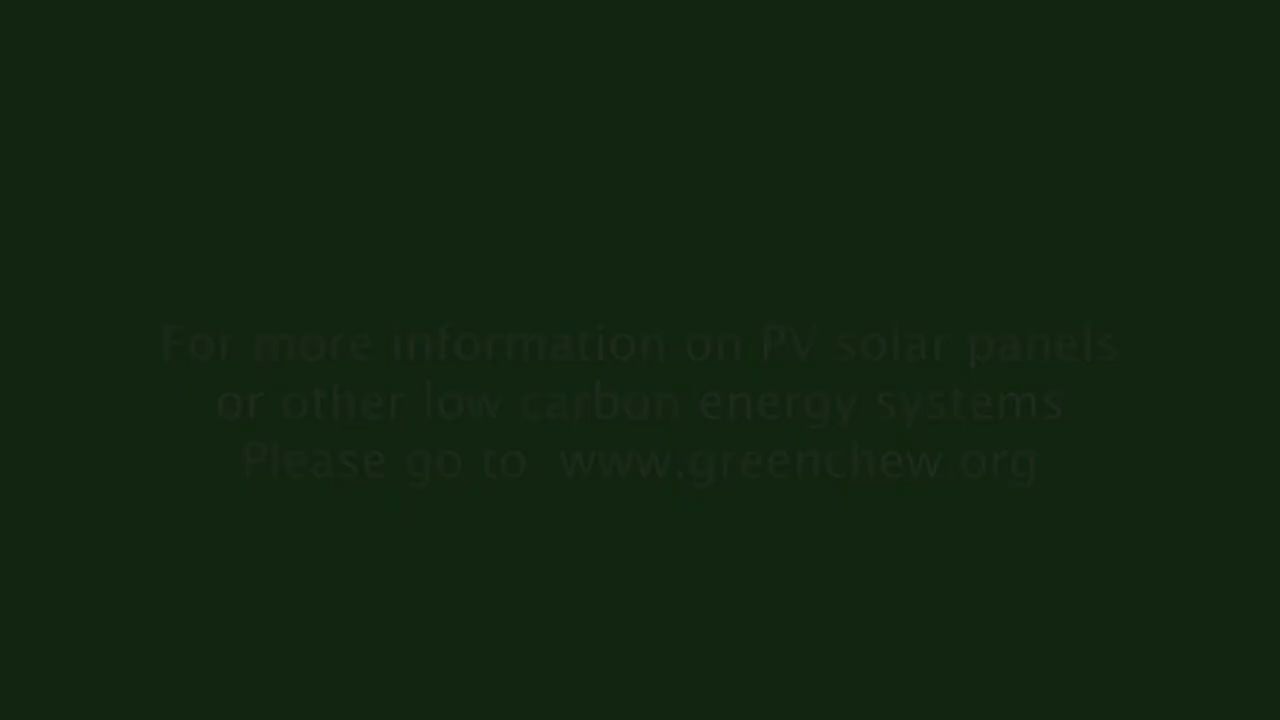 For more information on PV solar panels
or other low carbon energy systems
Please go to www.greenchew.org